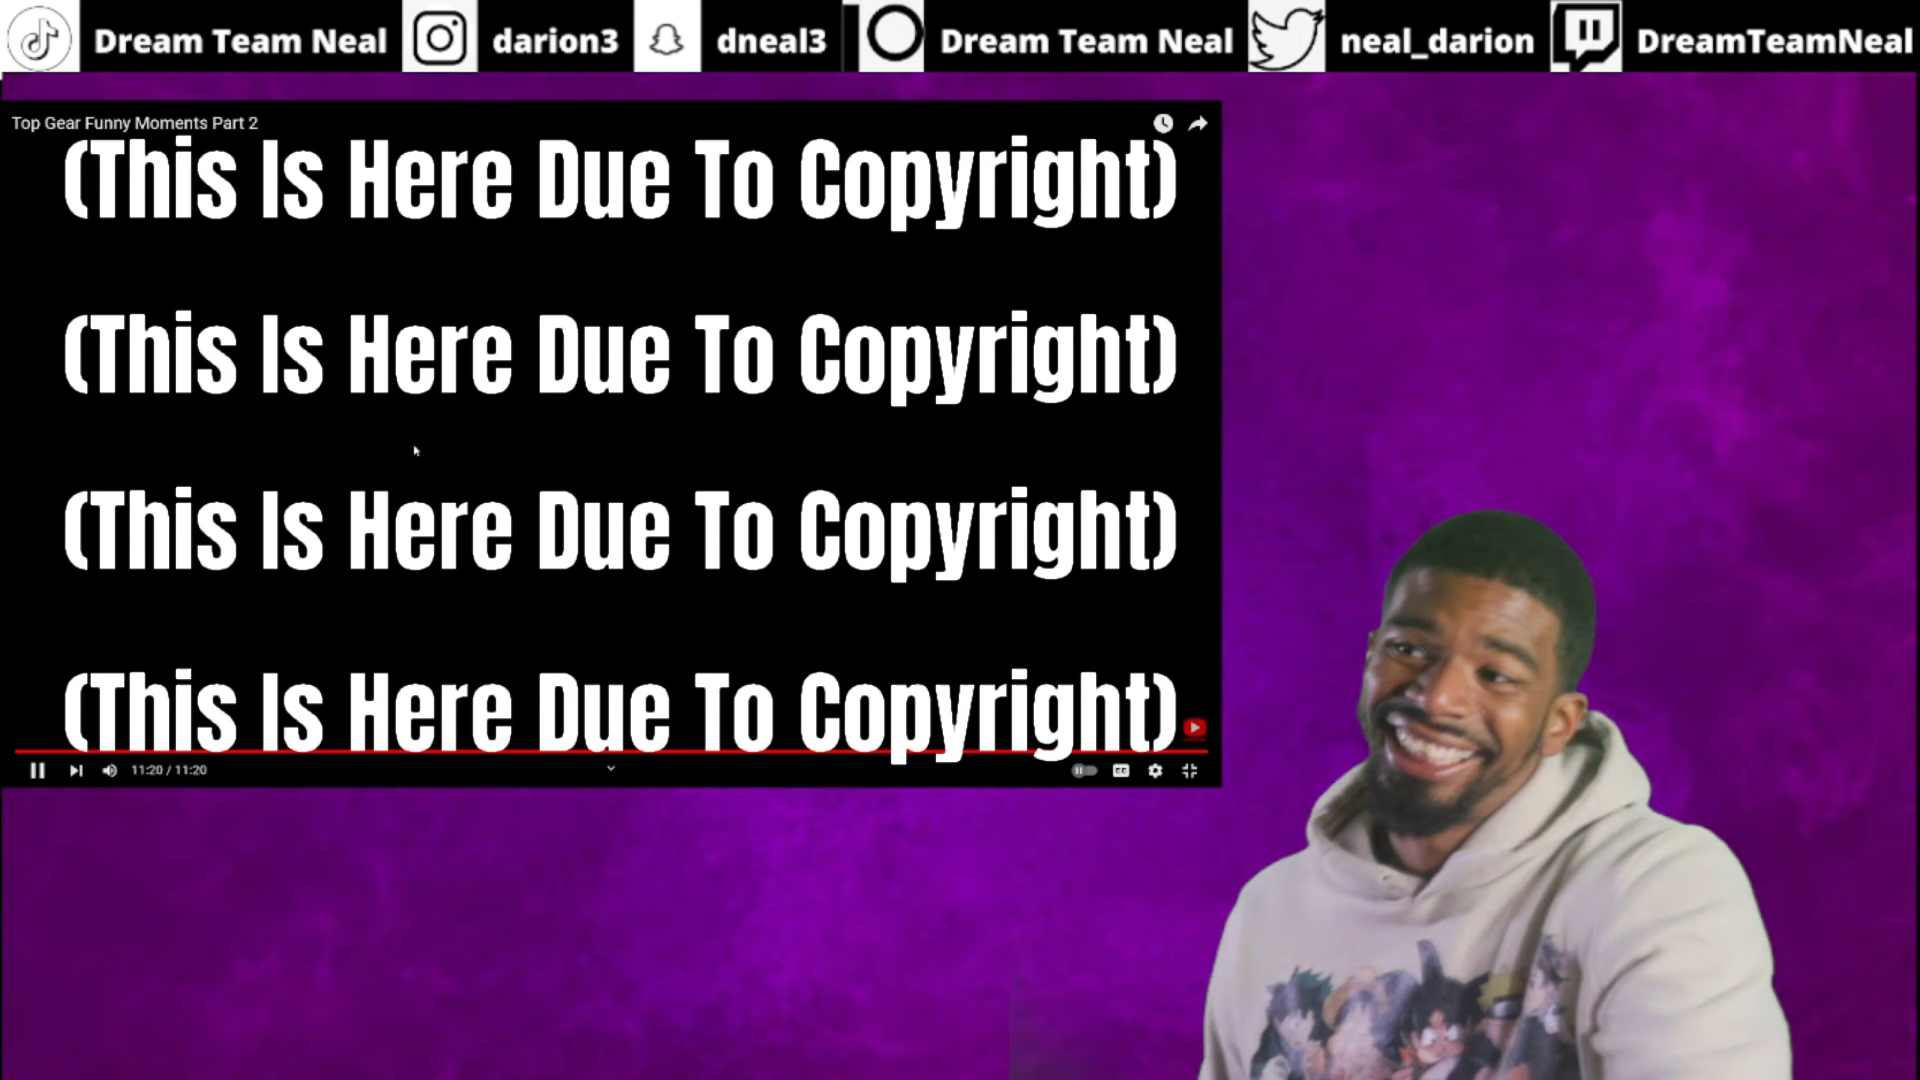 Dream Team Neal darion3 dneal3 Dream Team Neal neal_darion DreamTeamNeal
Top Gear Funny Moments Part 2
(This Is Here Due To Copyright)
(This Is Here Due To Copyright)
(This Is Here Due To Copyright)
(This Is Here Due To Copyright)
11:20 / 11:20
CC